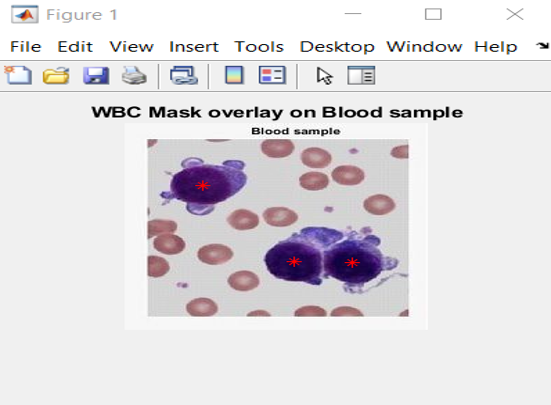 Figure 1
File Edit View Insert Tools Desktop Window Help
WBC Mask overlay on Blood sample
Blood sample